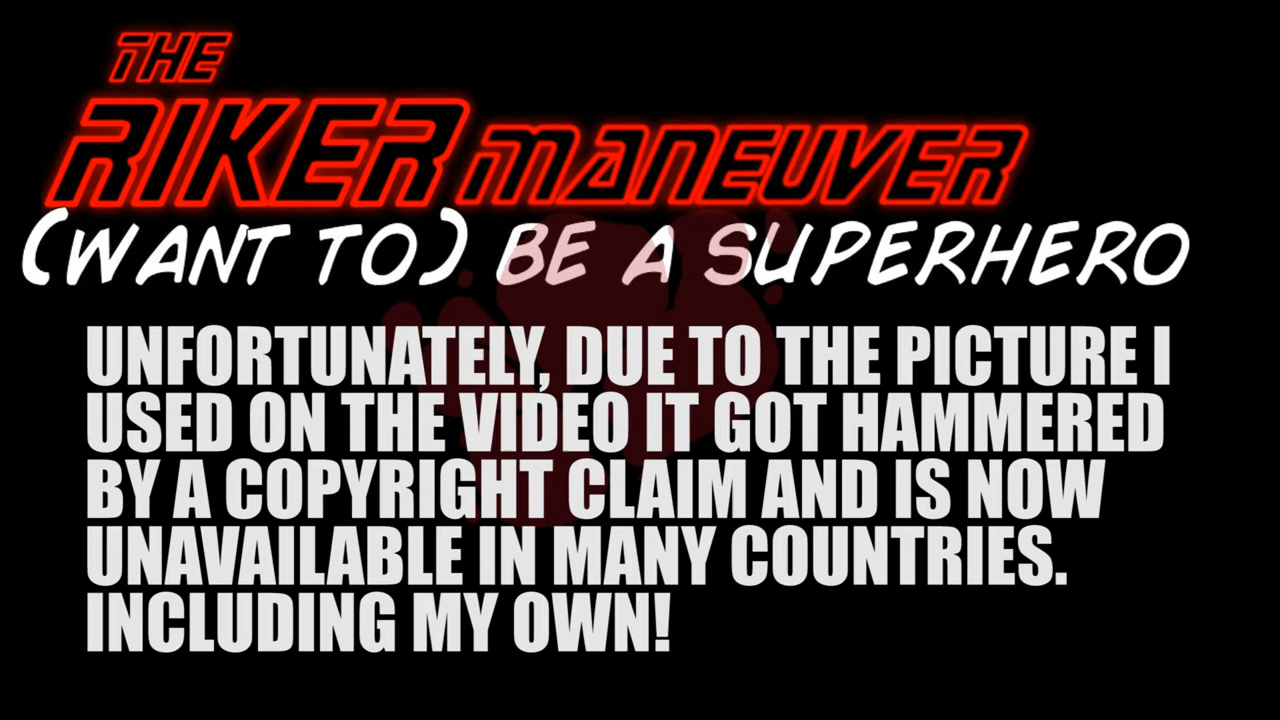 THE
RIKER MANEUVER
(WANT TO) BE A SUPERHERO
UNFORTUNATELY, DUE TO THE PICTURE I
USED ON THE VIDEO IT GOT HAMMERED
BY A COPYRIGHT CLAIM AND IS NOW
UNAVAILABLE IN MANY COUNTRIES.
INCLUDING MY OWN!